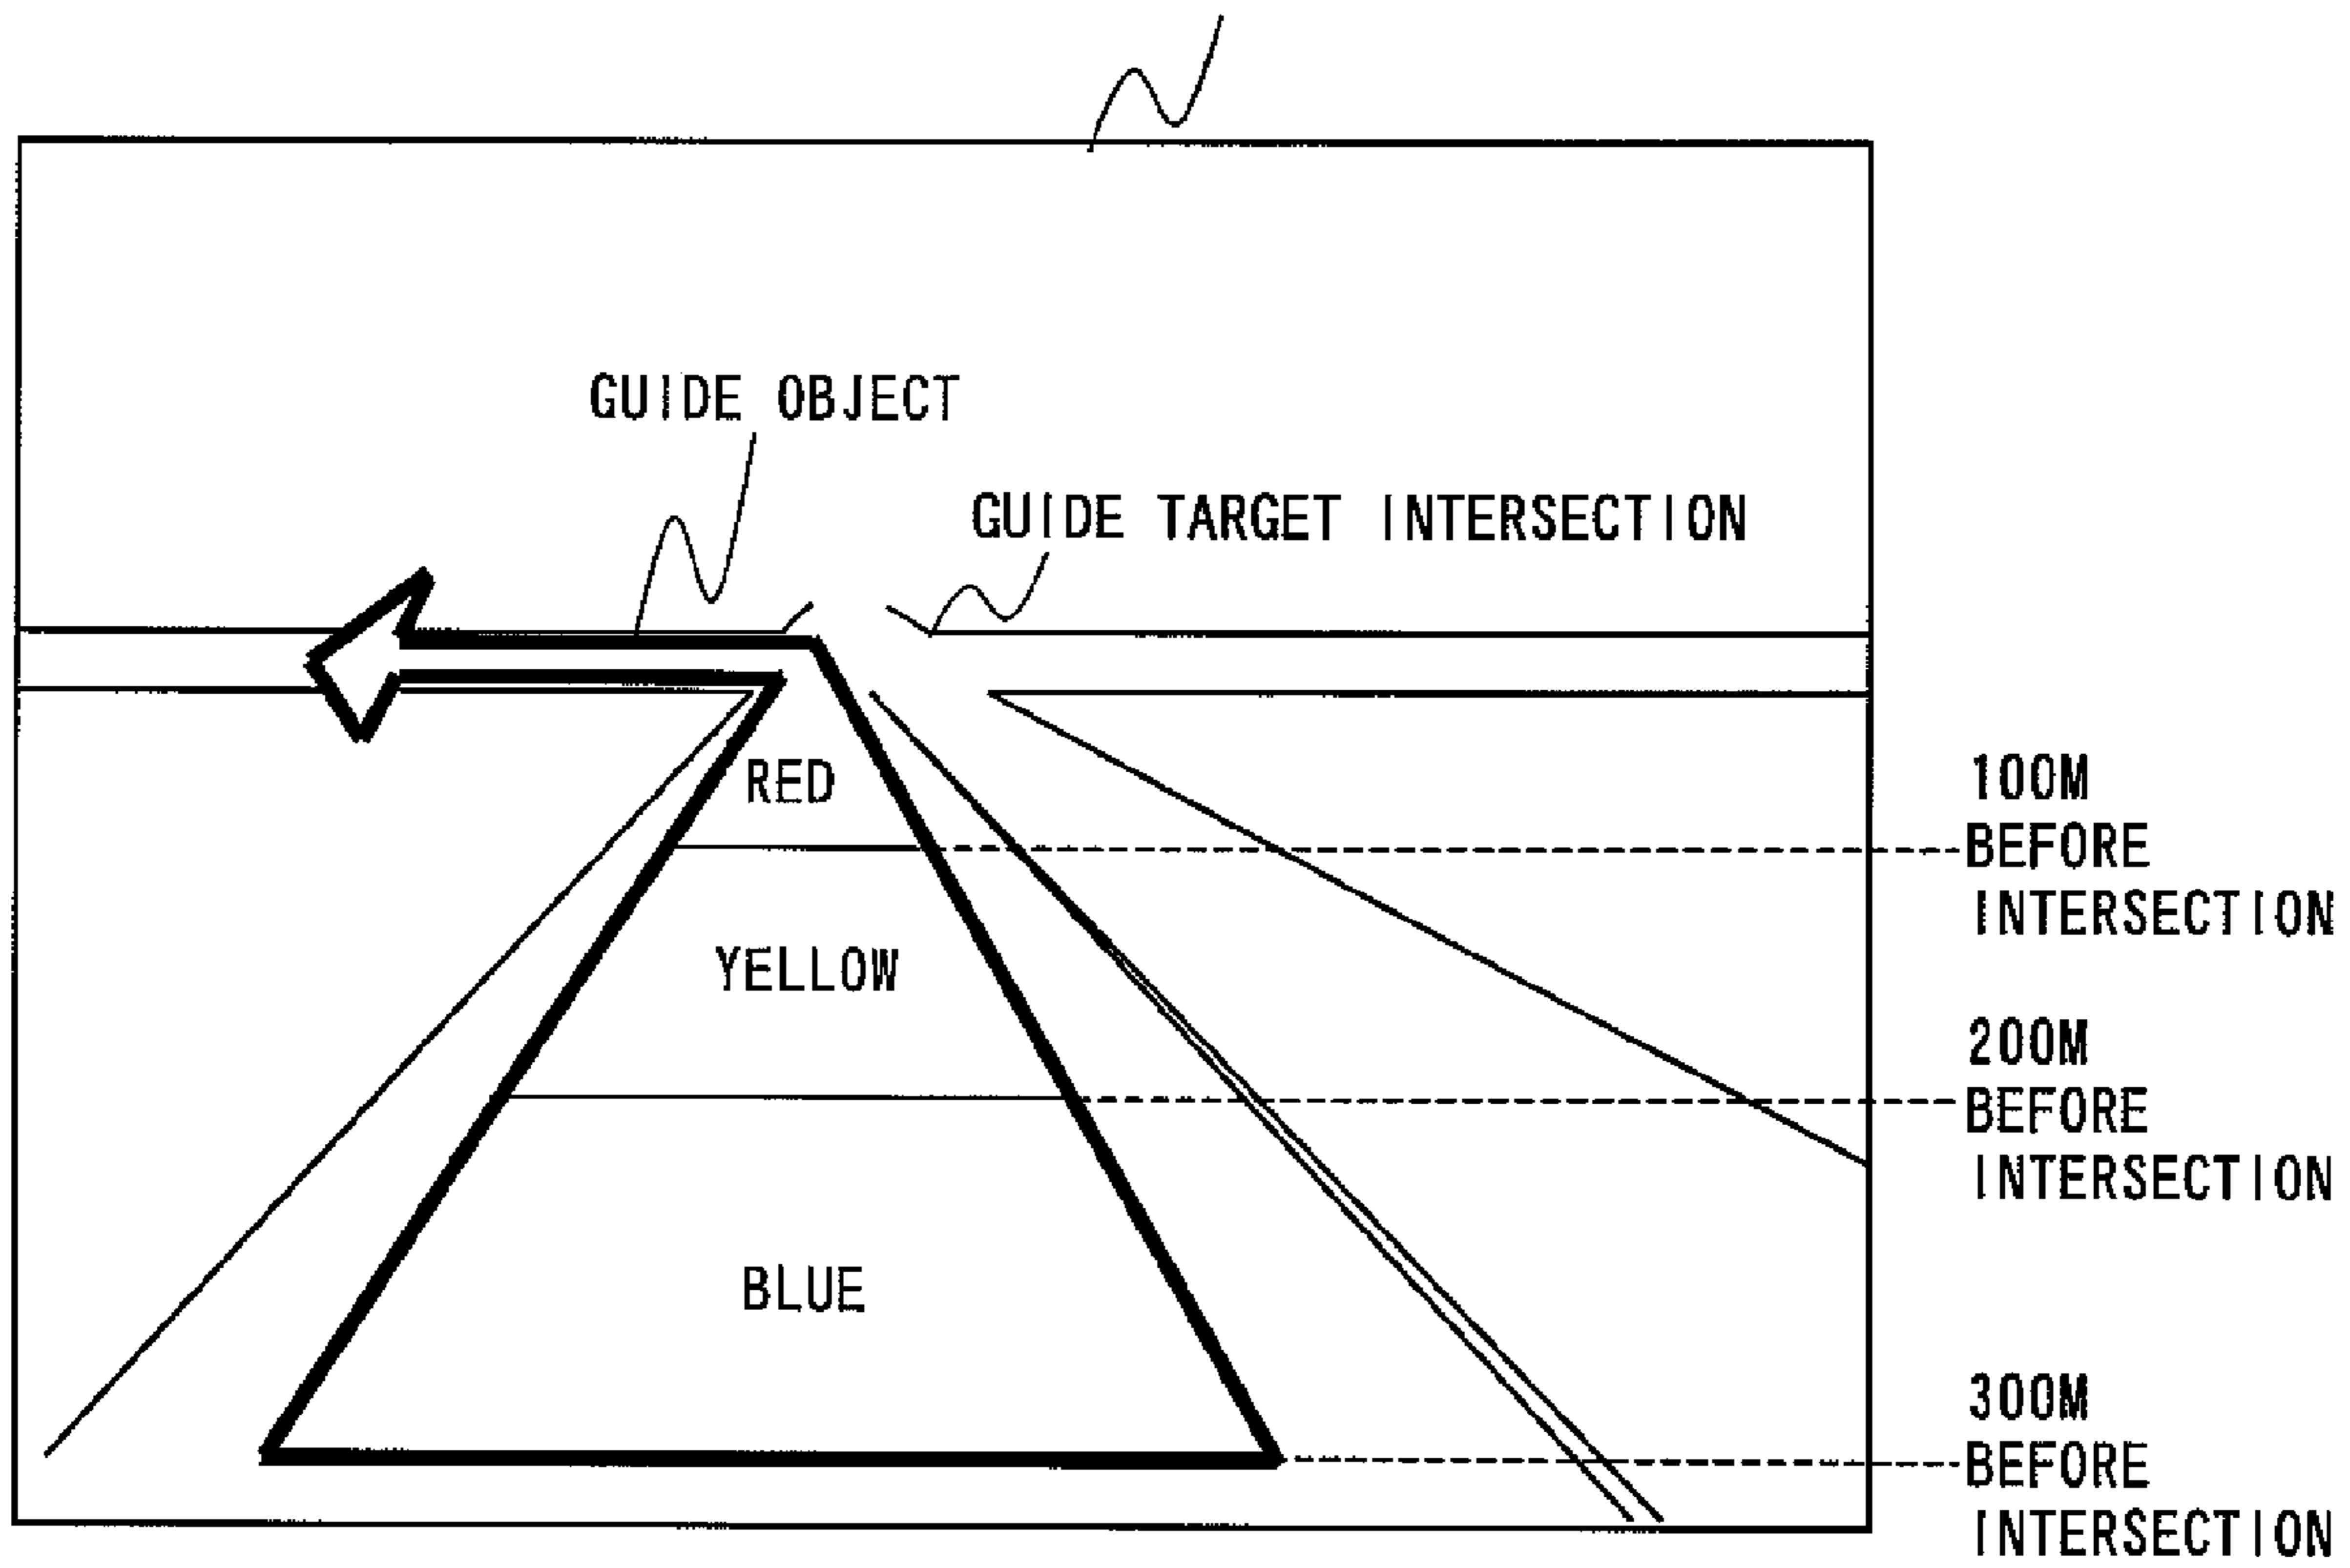 GUIDE OBJECT
GUIDE TARGET INTERSECTION
RED
100M
BEFORE
INTERSECTION
YELLOW
200M
BEFORE
INTERSECTION
BLUE
300M
BEFORE
INTERSECTION